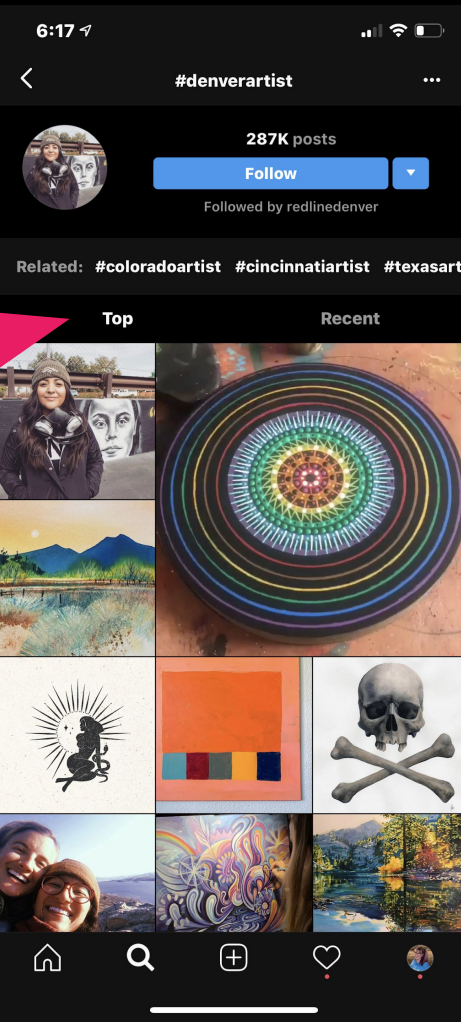 6:17
#denverartist
287K posts
Follow
Followed by redlinedenver
Related: #coloradoartist #cincinnatiartist #texasart
Top Recent